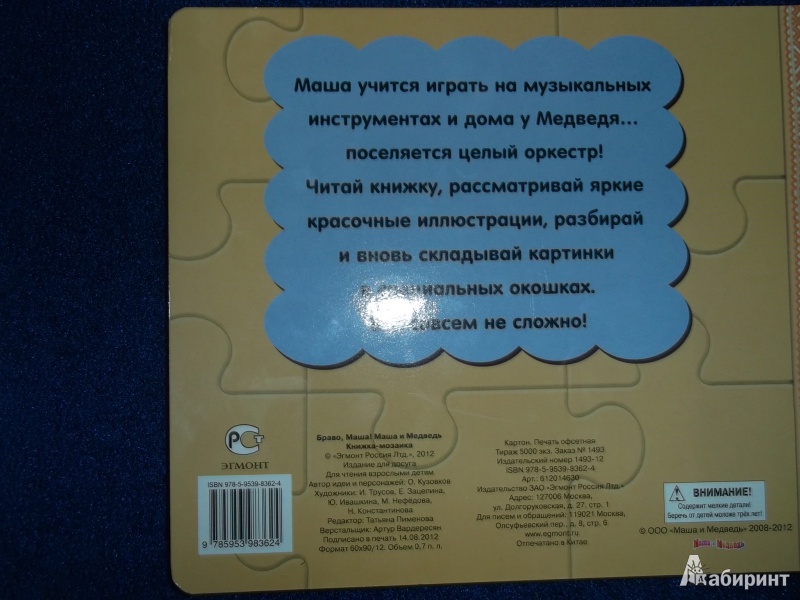 Маша учится играть на музыкальных
инструментах и дома у Медведя...
поселяется целый оркестр!
Читай книжку, рассматривай яркие
красочные иллюстрации, разбирай
и вновь складывай картинки
в специальных окошках.
совсем не сложно!
РСТ
ЭГМОНТ
ISBN 978-5-9539-8362-4
9 785953 983624
Браво, Маша! Маша и Медведь
Книжка-мозаика
© «Эгмонт Россия Лтд.», 2012
Издание для досуга
Для чтения взрослыми детям
Автор идеи и персонажей: О. Кузовков
Художники: И. Трусов, Е. Зацепина,
Ю. Ивашкина, М. Нефёдова,
Н. Константинова
Редактор: Татьяна Пименова
Верстальщик: Артур Вардересян
Подписано в печать 14.08.2012
Формат 60x90/12. Объем 0,7 п. л.
Картон. Печать офсетная
Тираж 5000 экз. Заказ № 1493
Издательский номер 1493-12
ISBN 978-5-9539-8362-4
Арт.: 612014630
Издательство ЗАО «Эгмонт Россия Лтд.»
Адрес: 127006 Москва,
ул. Долгоруковская, д. 27, стр. 1
Для писем и обращений: 119021 Москва,
Олсуфьевский пер., д. 8, стр. 6
www.egmont.ru
Отпечатано в Китае
ВНИМАНИЕ!
Содержит мелкие детали!
Беречь от детей моложе трёх лет!
© ООО «Маша и Медведь» 2008-2012
Маша и Медведь
Лабиринт